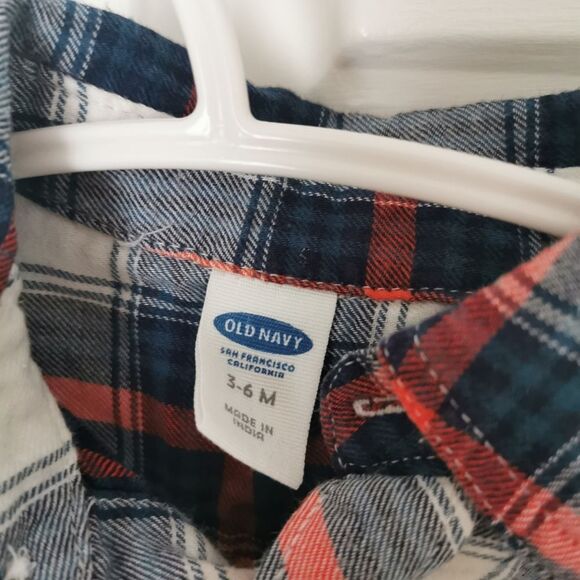 OLD NAVY
SAN FRANCISCO
CALIFORNIA
3-6 M
MADE IN
INDIA